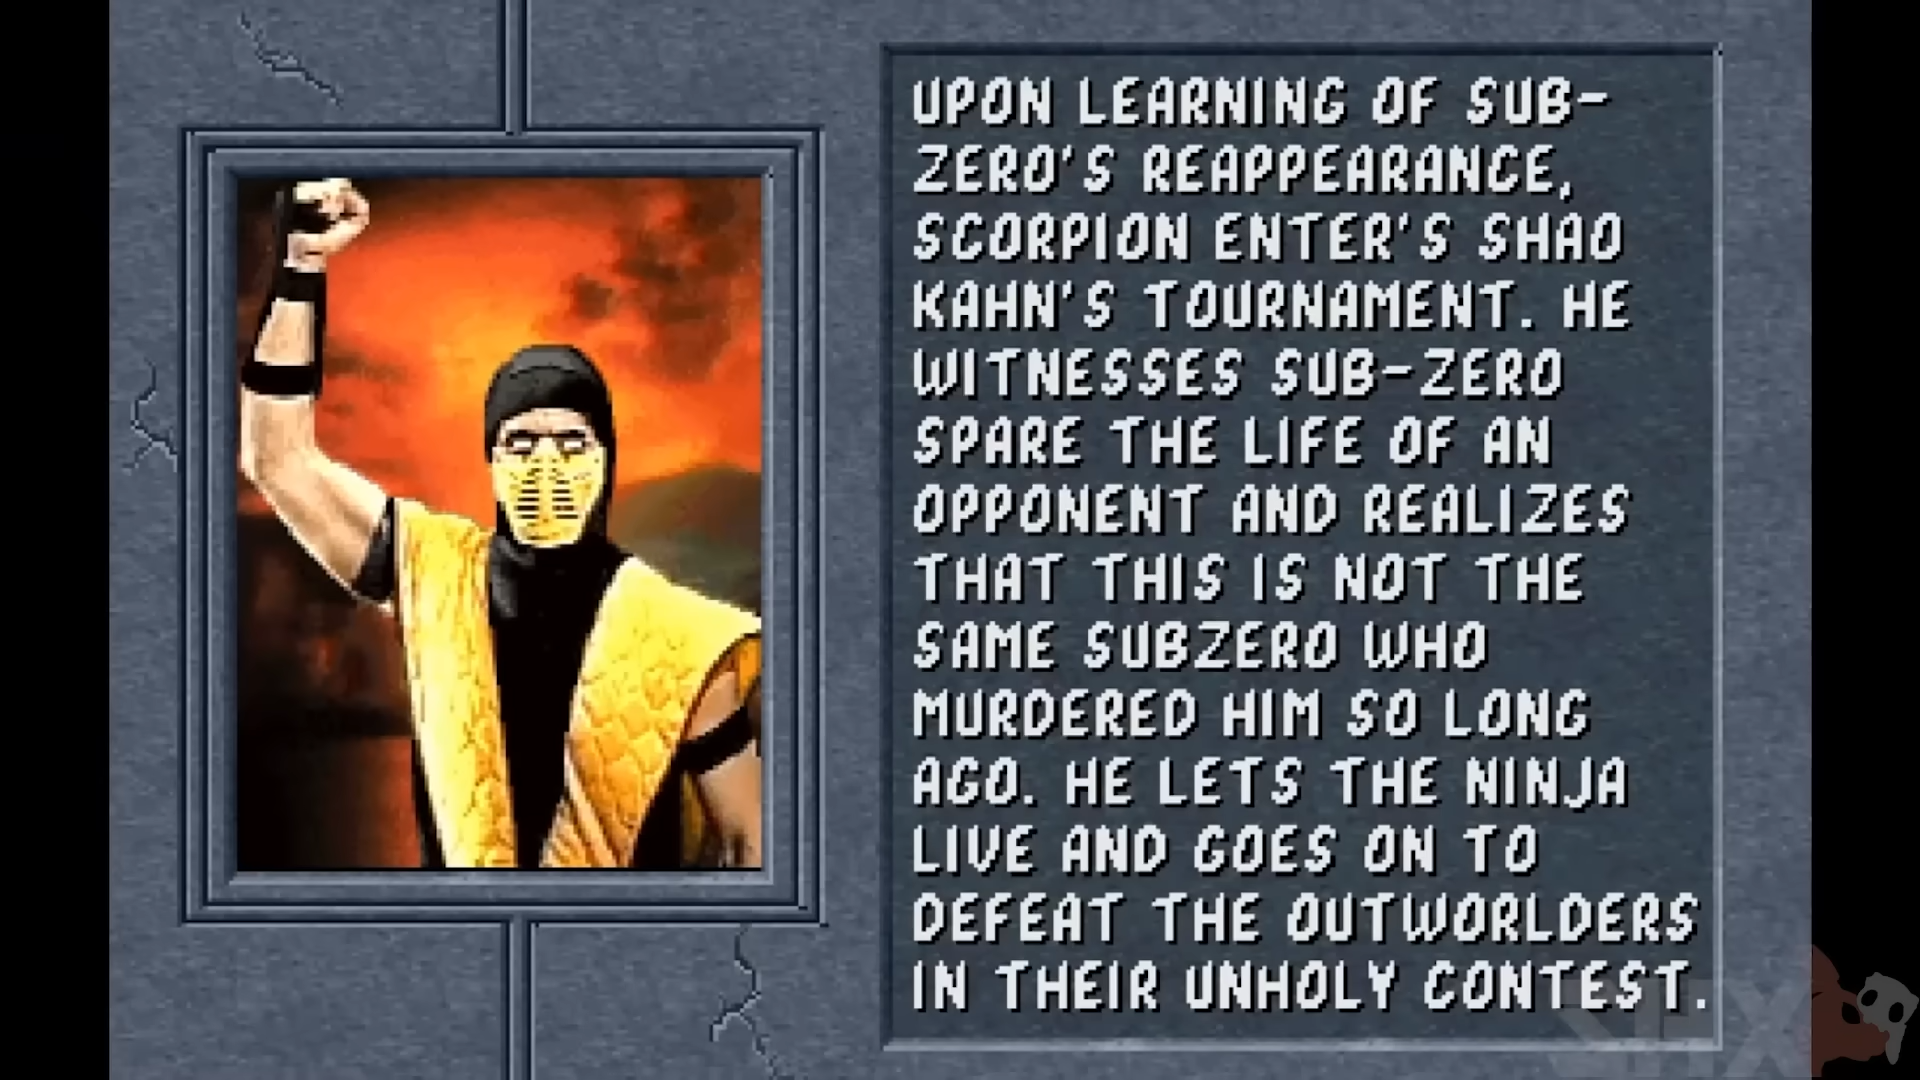 UPON LEARNING OF SUB-
ZERO'S REAPPEARANCE,
SCORPION ENTER'S SHAO
KAHN'S TOURNAMENT. HE
WITNESSES SUB-ZERO
SPARE THE LIFE OF AN
OPPONENT AND REALIZES
THAT THIS IS NOT THE
SAME SUBZERO WHO
MURDERED HIM SO LONG
AGO. HE LETS THE NINJA
LIVE AND GOES ON TO
DEFEAT THE OUTWORLDERS
IN THEIR UNHOLY CONTEST.